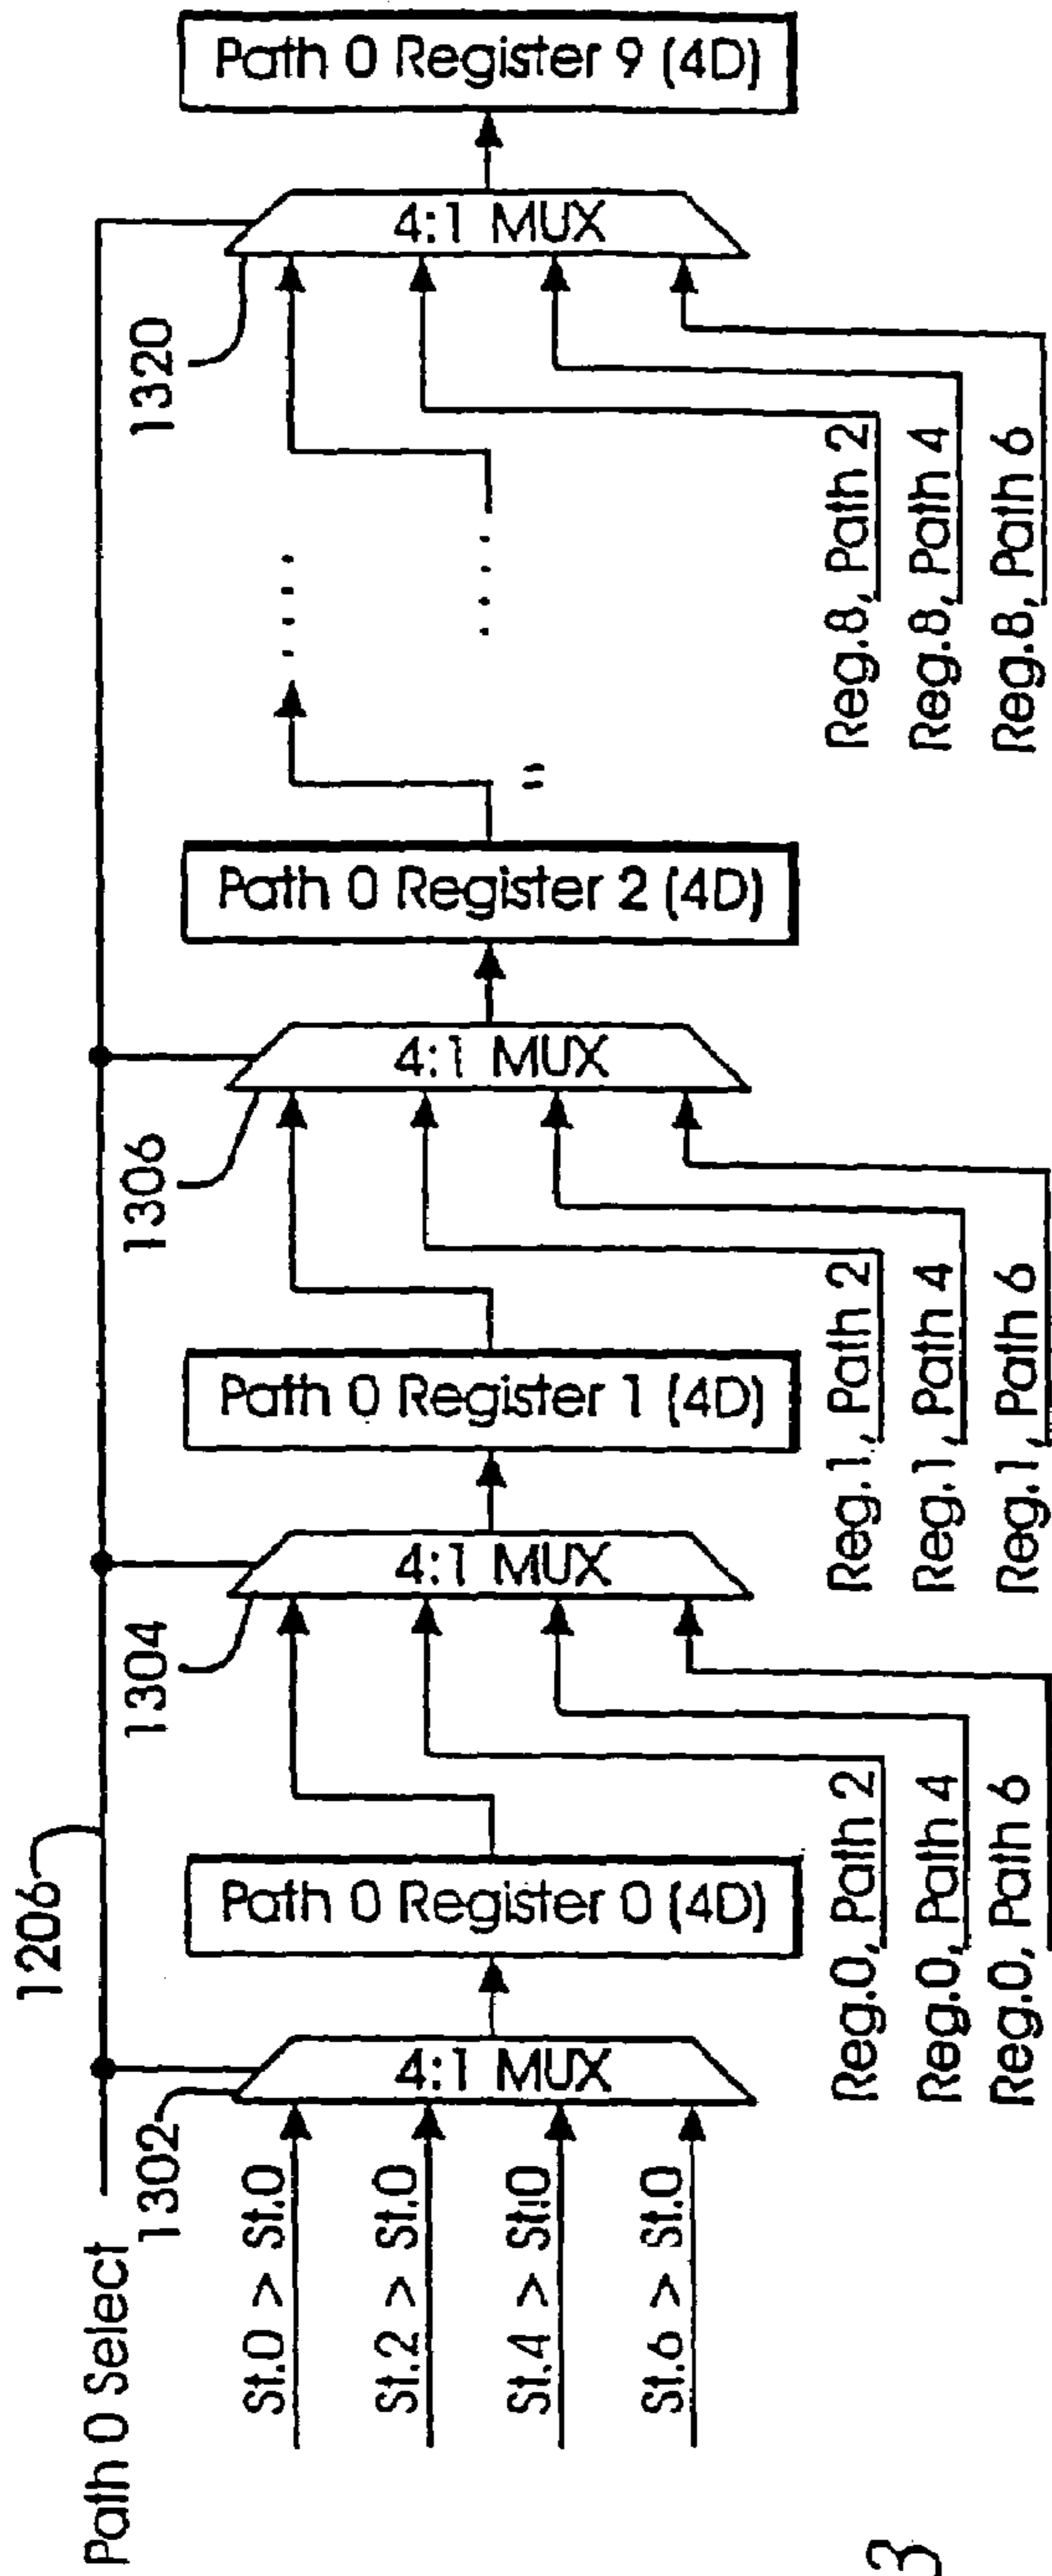 Path 0 Select
1206
1302
St.0 > St.0
St.2 > St.0
St.4 > St.0
St.6 > St.0
4:1 MUX
Path 0 Register 0 (4D)
Reg.0, Path 2
Reg.0, Path 4
Reg.0, Path 6
1304
4:1 MUX
Path 0 Register 1 (4D)
Reg.1, Path 2
Reg.1, Path 4
Reg.1, Path 6
1306
4:1 MUX
Path 0 Register 2 (4D)
Reg.8, Path 2
Reg.8, Path 4
Reg.8, Path 6
1320
4:1 MUX
Path 0 Register 9 (4D)
3